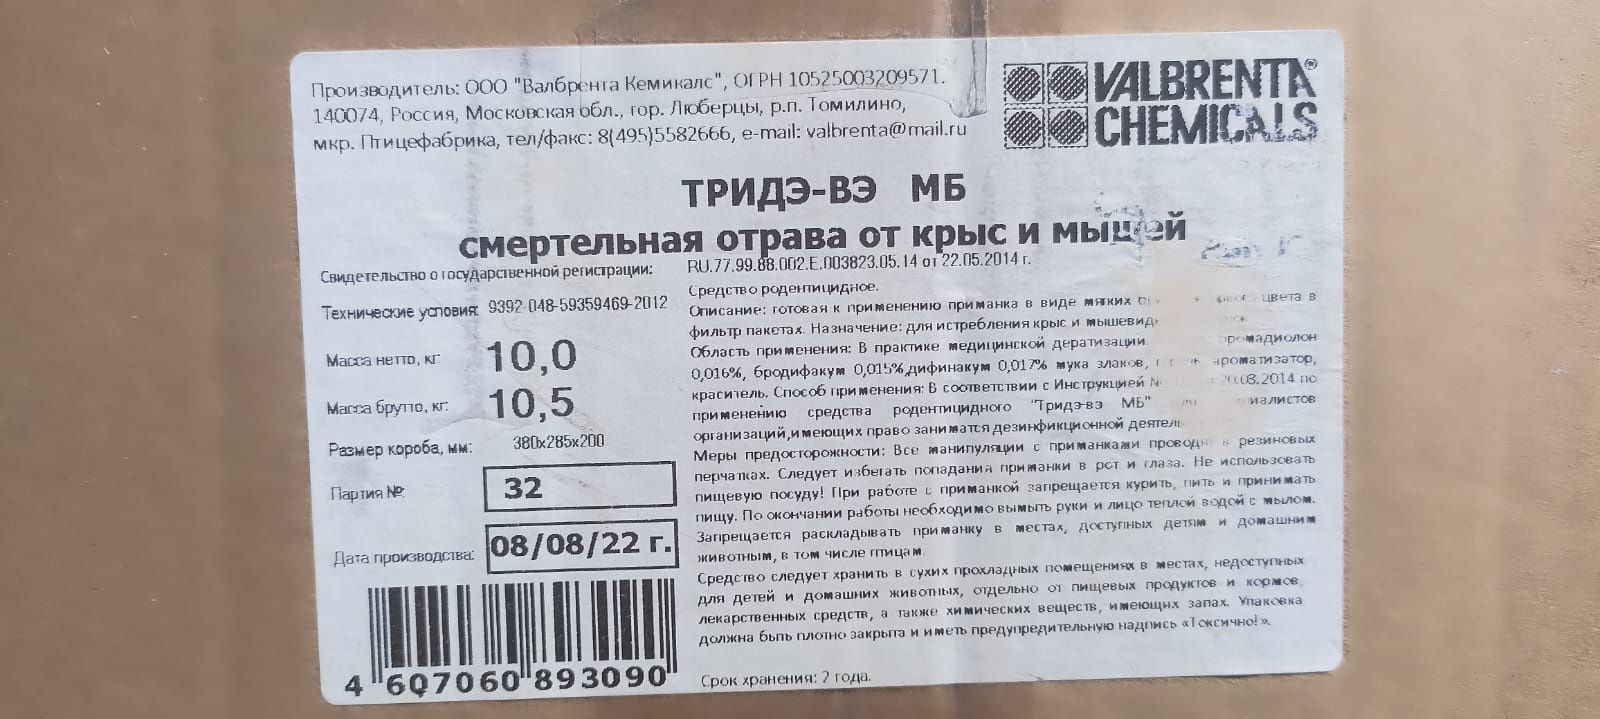 Производитель: ООО "Валбрента Кемикалс", ОГРН 10525003209571.
140074, Россия, Московская обл., гор. Люберцы, р.п. Томилино,
мкр. Птицефабрика, тел/факс: 8(495)5582666, e-mail: valbrenta@mail.ru
VALBRENTA®
CHEMICALS
ТРИДЭ-ВЭ МБ
смертельная отрава от крыс и мышей
Свидетельство о государственной регистрации:
RU.77.99.88.002.E.003823.05.14 от 22.05.2014 г.
Технические условия: 9392-048-59359469-2012
Масса нетто, кг: 10,0
Масса брутто, кг: 10,5
Размер короба, мм: 380х285х200
Партия №: 32
Дата производства: 08/08/22 г.
4 607060 893090
Средство родентицидное.
Описание: готовая к применению приманка в виде мягких цвета в
фильтр пакетах. Назначение: для истребления крыс и
Область применения: В практике медицинской дератизации.
0,016%, бродифакум 0,015%,дифинакум 0,017% мука злаков, ароматизатор,
краситель. Способ применения: В соответствии с Инструкцией 20.08.2014 по
применению средства родентицидного "Тридэ-вэ МБ"
организаций,имеющих право заниматся дезинфикционной
Меры предосторожности: Все манипуляции с приманками резиновых
перчатках. Следует избегать попадания приманки в рот и глаза. Не использовать
пищевую посуду! При работе с приманкой запрещается курить, пить и принимать
пищу. По окончании работы необходимо вымыть руки и лицо теплой водой с мылом.
Запрещается раскладывать приманку в местах, доступных детям и домашним
животным, в том числе птицам.
Средство следует хранить в сухих прохладных помещениях в местах, недоступных
для детей и домашних животных, отдельно от пищевых продуктов и кормов,
лекарственных средств, а также химических веществ, имеющих запах. Упаковка
должна быть плотно закрыта и иметь предупредительную надпись «Токсично!».
Срок хранения: 2 года.